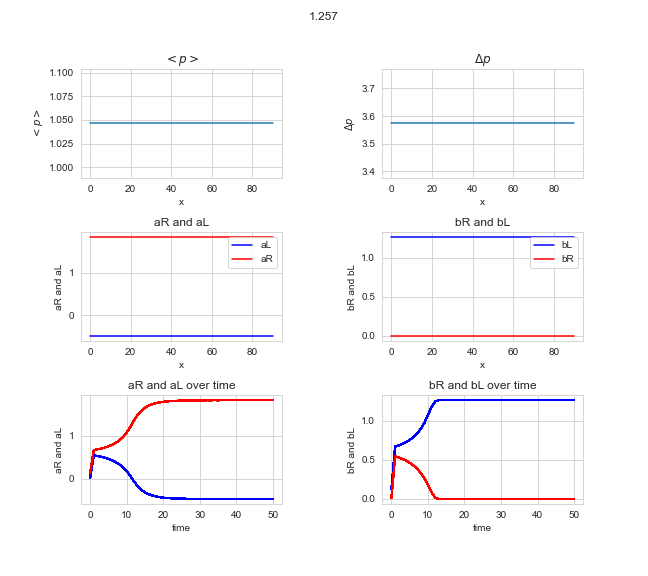 1.257
< p >
Δp
1.100
1.075
1.050
1.025
1.000
< p >
0 20 40 60 80
x
3.7
3.6
3.5
3.4
Δp
0 20 40 60 80
x
aR and aL
bR and bL
1
0
aR and aL
aL
aR
0 20 40 60 80
x
1.0
0.5
0.0
bR and bL
bL
bR
0 20 40 60 80
x
aR and aL over time
bR and bL over time
1
0
aR and aL
0 10 20 30 40 50
time
1.0
0.5
0.0
bR and bL
0 10 20 30 40 50
time